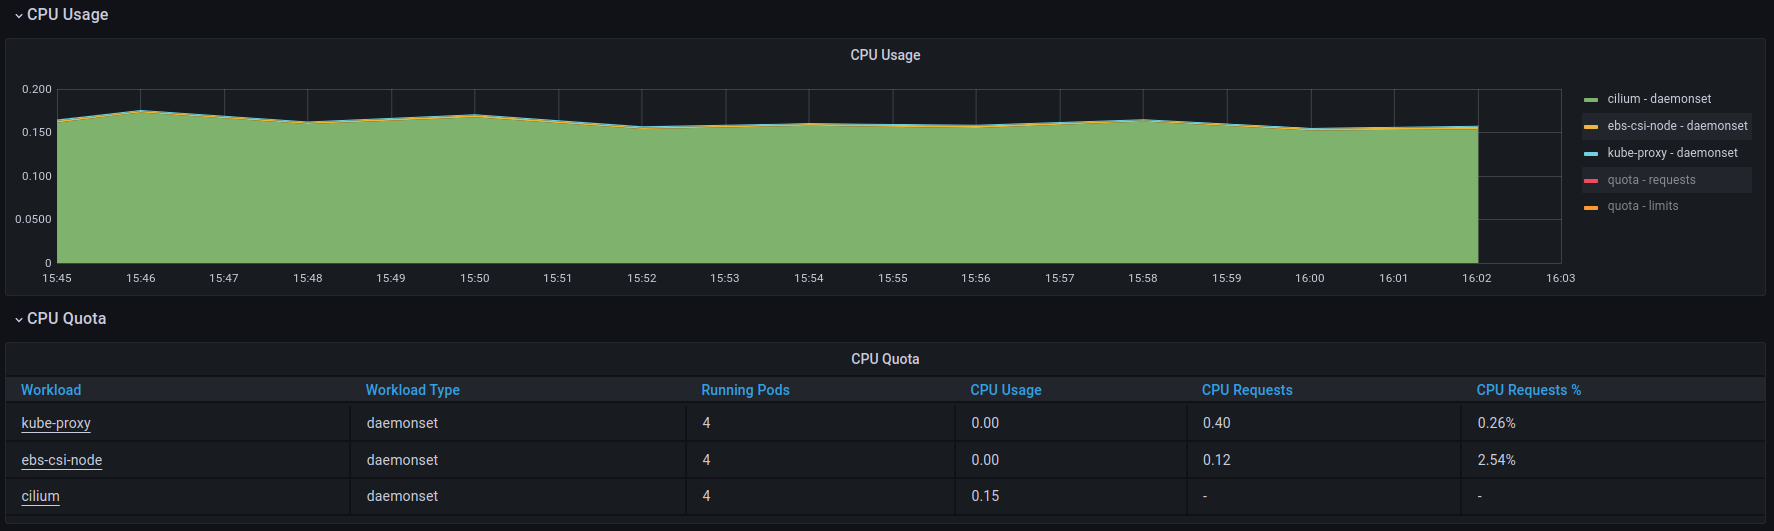 CPU Usage
CPU Usage
0.200
0.150
0.100
0.0500
0
15:45 15:46 15:47 15:48 15:49 15:50 15:51 15:52 15:53 15:54 15:55 15:56 15:57 15:58 15:59 16:00 16:01 16:02 16:03
cilium - daemonset
ebs-csi-node - daemonset
kube-proxy - daemonset
quota - requests
quota - limits
CPU Quota
CPU Quota
Workload Workload Type Running Pods CPU Usage CPU Requests CPU Requests %
kube-proxy daemonset 4 0.00 0.40 0.26%
ebs-csi-node daemonset 4 0.00 0.12 2.54%
cilium daemonset 4 0.15 - -